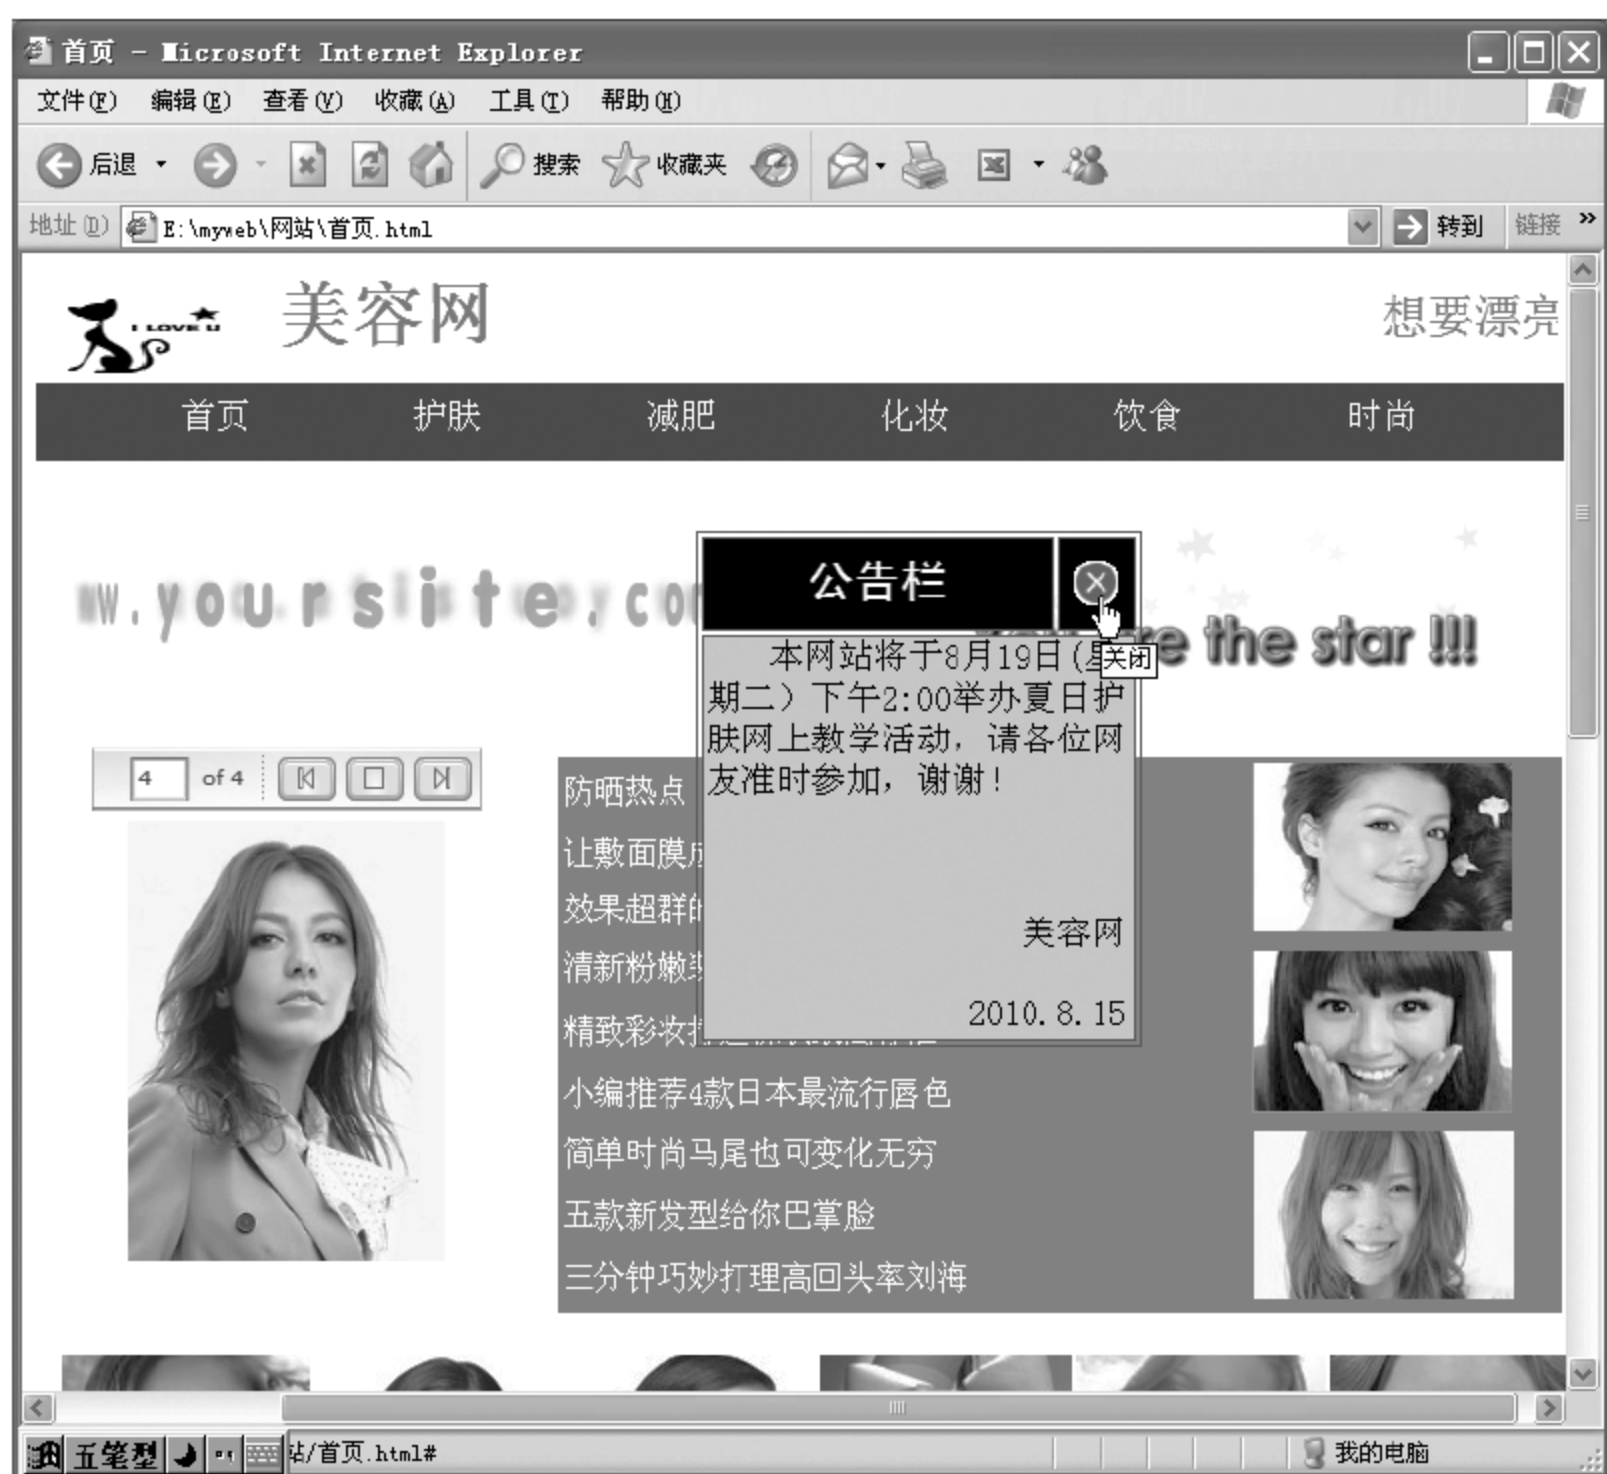 首页 - Microsoft Internet Explorer
文件(F) 编辑(E) 查看(V) 收藏(A) 工具(T) 帮助(H)
后退 搜索 收藏夹
地址(D) E:\myweb\网站\首页.html 转到 链接 »
I LOVE U 美容网 想要漂亮
首页 护肤 减肥 化妆 饮食 时尚
公告栏
w.yoursiste.co
re the star !!!
关闭
本网站将于8月19日(星
期二）下午2:00举办夏日护
肤网上教学活动，请各位网
友准时参加，谢谢！
美容网
2010.8.15
4 of 4
防晒热点
让敷面膜
效果超群
清新粉嫩
精致彩妆
小编推荐4款日本最流行唇色
简单时尚马尾也可变化无穷
五款新发型给你巴掌脸
三分钟巧妙打理高回头率刘海
五笔型 站/首页.html# 我的电脑